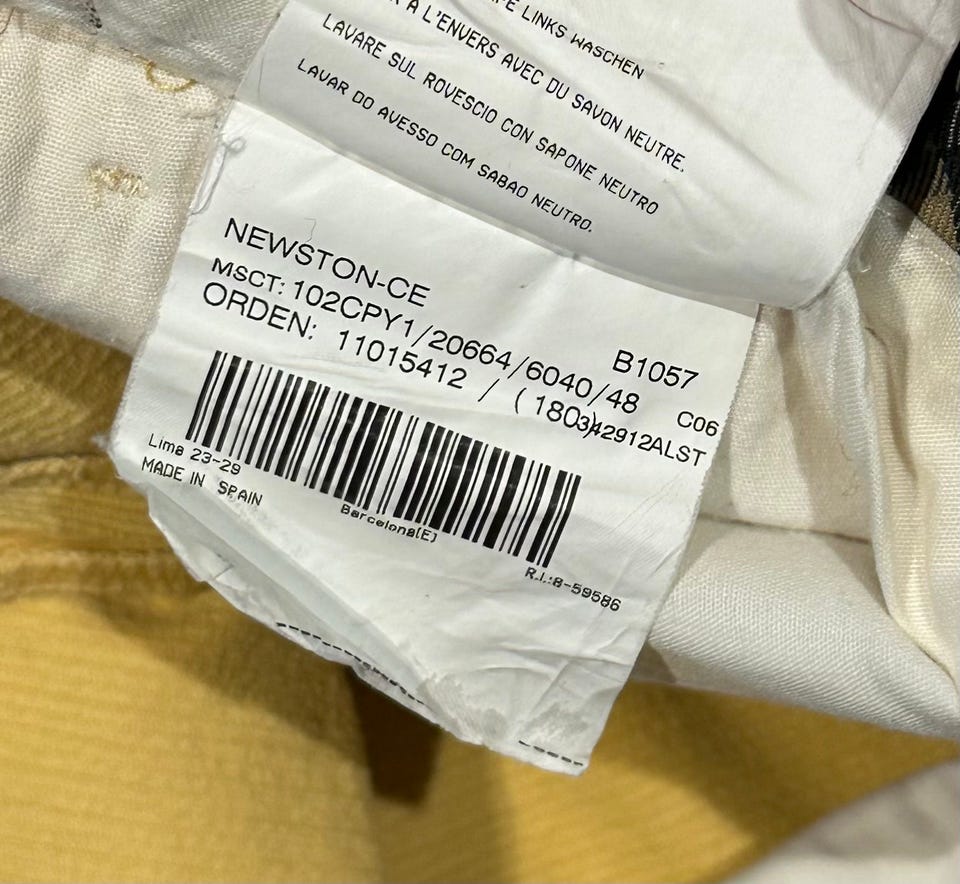 LINKS WASCHEN
À L'ENVERS AVEC DU SAVON NEUTRE.
LAVARE SUL ROVESCIO CON SAPONE NEUTRO
LAVAR DO AVESSO COM SABAO NEUTRO.
NEWSTON-CE
B1057
MSCT: 102CPY1/20664/6040/48 C06
ORDEN: 11015412 / (180) 342912ALST
Lima 23-29
MADE IN SPAIN
Barcelona(E)
R.I.:8-59586